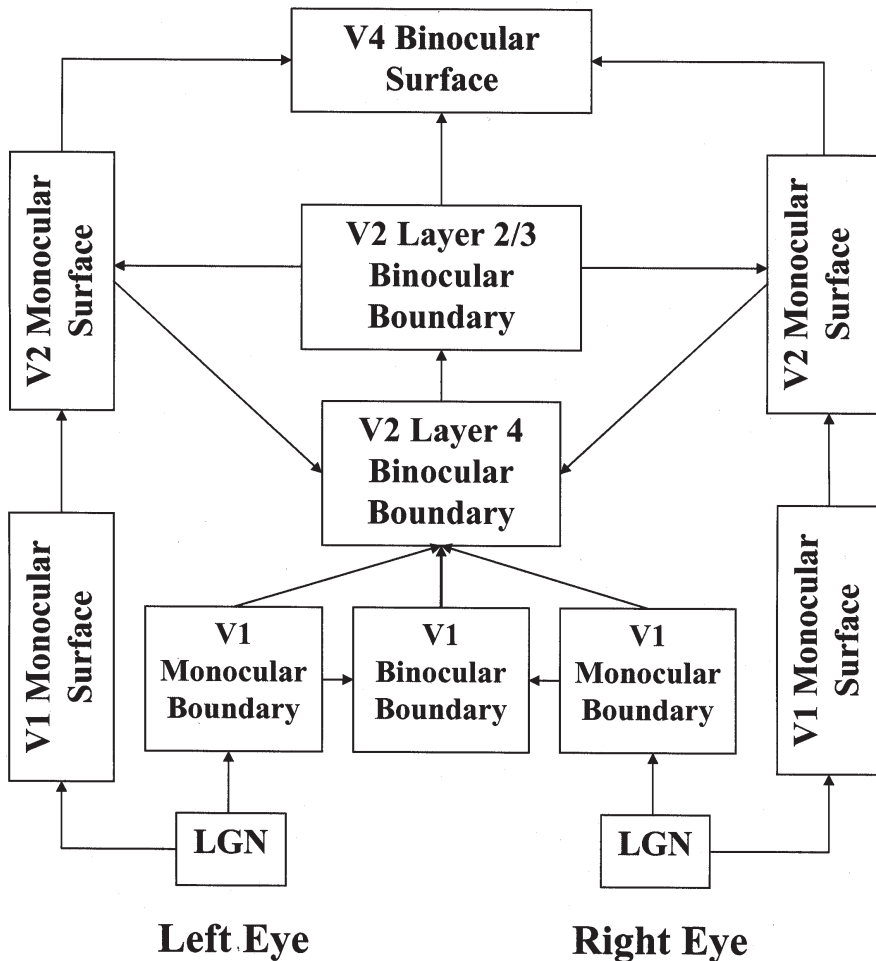 V4 Binocular
Surface
V2 Monocular
Surface
V2 Layer 2/3
Binocular
Boundary
V2 Monocular
Surface
V2 Layer 4
Binocular
Boundary
V1 Monocular
Surface
V1
Monocular
Boundary
V1
Binocular
Boundary
V1
Monocular
Boundary
V1 Monocular
Surface
LGN
LGN
Left Eye
Right Eye